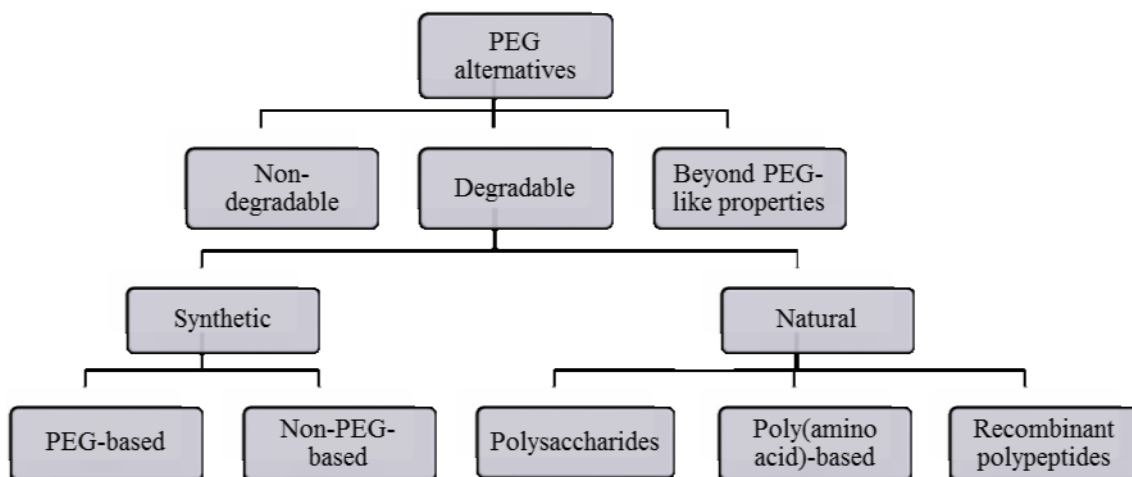 PEG
alternatives
Non-
degradable
Degradable
Beyond PEG-
like properties
Synthetic
Natural
PEG-based
Non-PEG-
based
Polysaccharides
Poly(amino
acid)-based
Recombinant
polypeptides